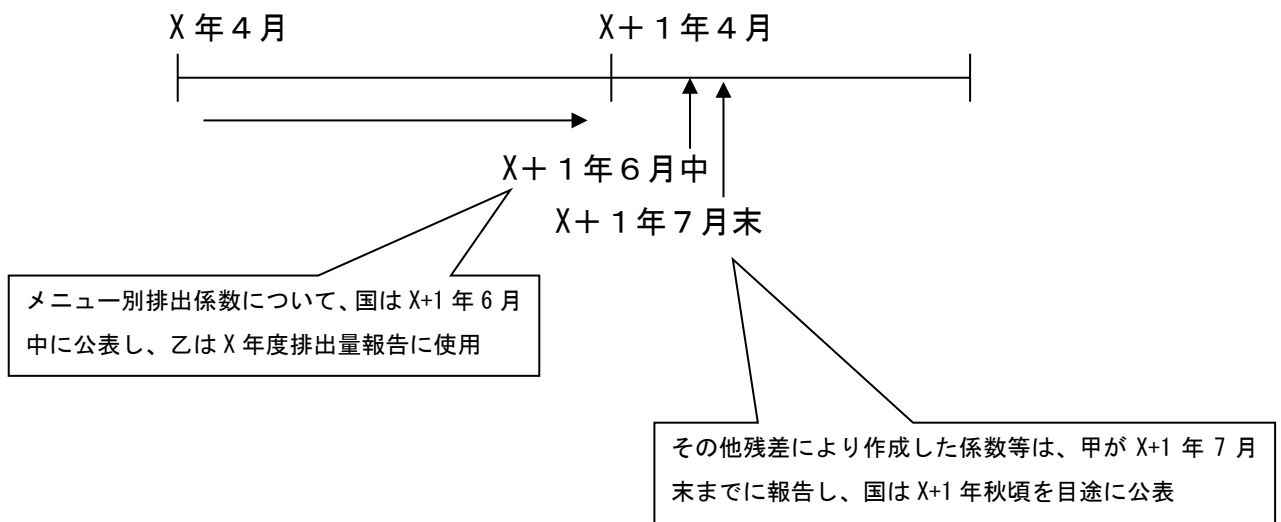 X年4月 X+1年4月
X+1年6月中
X+1年7月末
メニュー別排出係数について、国は X+1 年 6 月
中に公表し、乙は X 年度排出量報告に使用
その他残差により作成した係数等は、甲が X+1 年 7 月
末までに報告し、国は X+1 年秋頃を目途に公表